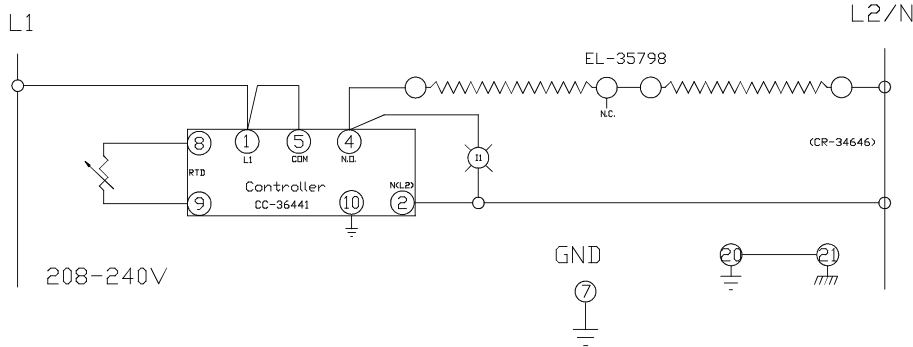 L1
L2/N
EL-35798
N.C.
8
1
5
4
L1
COM
N.O.
I1
(CR-34646)
RTD
Controller
N(L2)
9
CC-36441
10
2
GND
20
21
208-240V
7